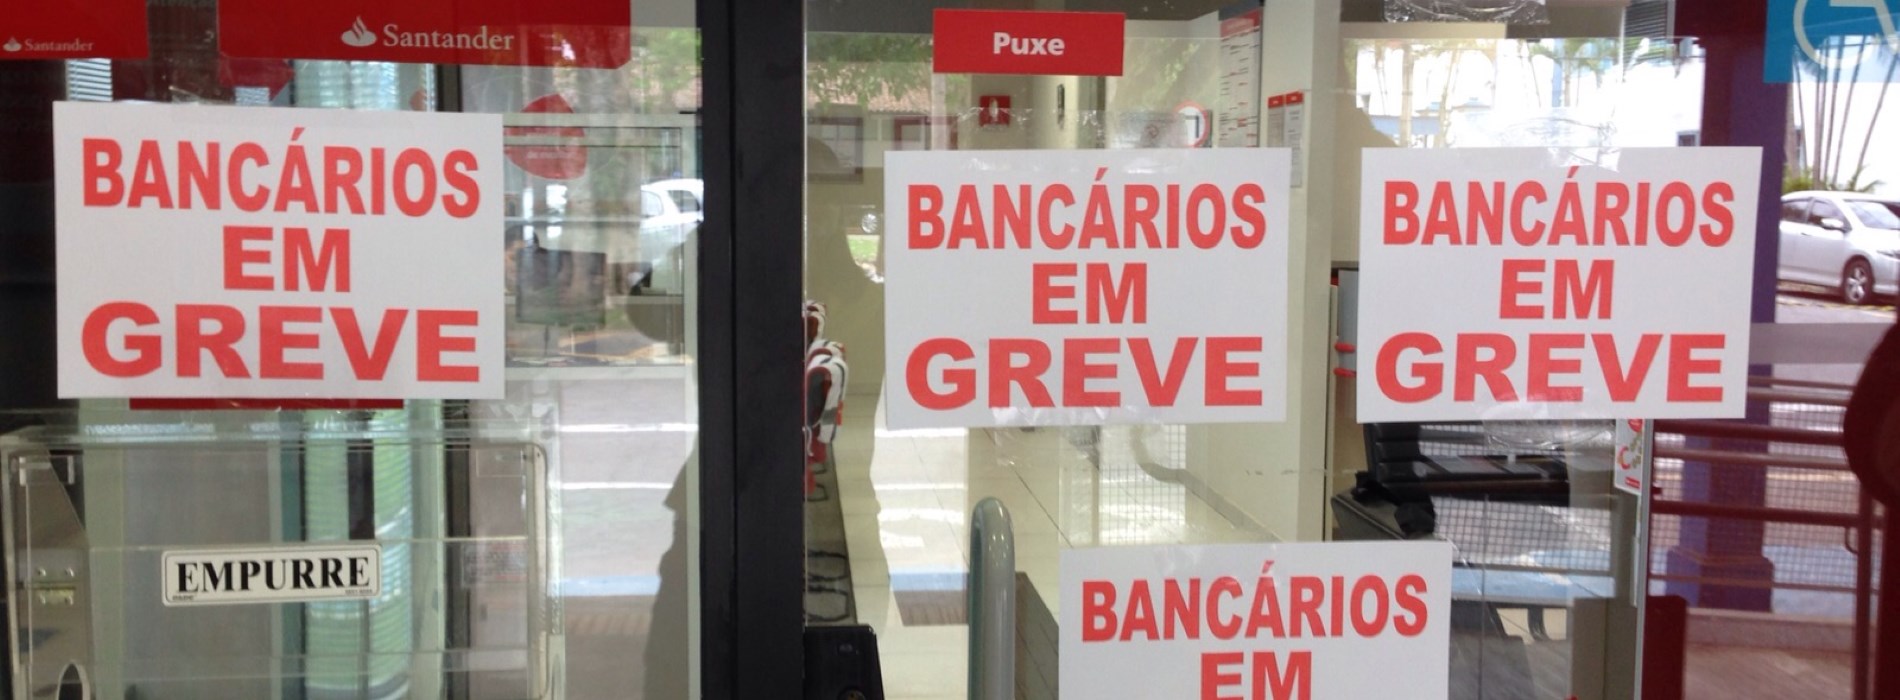 Santander
Santander
Puxe
BANCÁRIOS
EM
GREVE
BANCÁRIOS
EM
GREVE
BANCÁRIOS
EM
GREVE
EMPURRE
BANCÁRIOS
EM